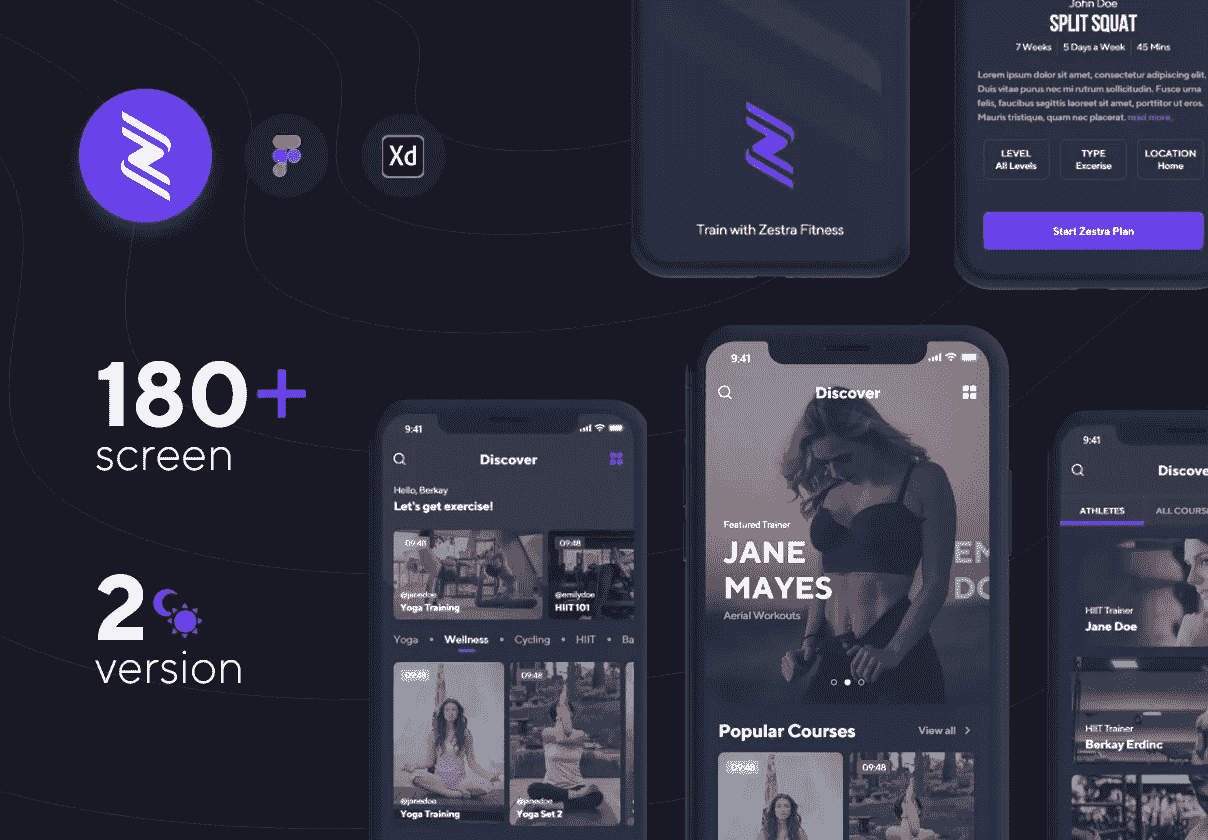 Xd
180+
screen
2
version
Train with Zestra Fitness
John Doe
SPLIT SQUAT
7 Weeks
5 Days a Week
45 Mins
Lorem ipsum dolor sit amet, consectetur adipiscing elit.
Duis vitae purus nec mi rutrum sollicitudin. Fusce urna
felis, faucibus sagittis laoreet sit amet, porttitor ut eros.
Mauris tristique, quam nec placerat. read more.
LEVEL
All Levels
TYPE
Excerise
LOCATION
Home
Start Zestra Plan
9:41
Discover
Hello, Berkay
Let's get exercise!
09:48
@janedoe
Yoga Training
09:48
@emilydoe
HIIT 101
Yoga • Wellness • Cycling • HIIT • Ba
09:48
@janedoe
Yoga Training
09:48
@janedoe
Yoga Set 2
9:41
Discover
Featured Trainer
JANE
MAYES
Aerial Workouts
EM
DO
Popular Courses
View all
09:48
09:48
9:41
Discove
ATHLETES
ALL COURS
HIIT Trainer
Jane Doe
HIIT Trainer
Berkay Erdinc